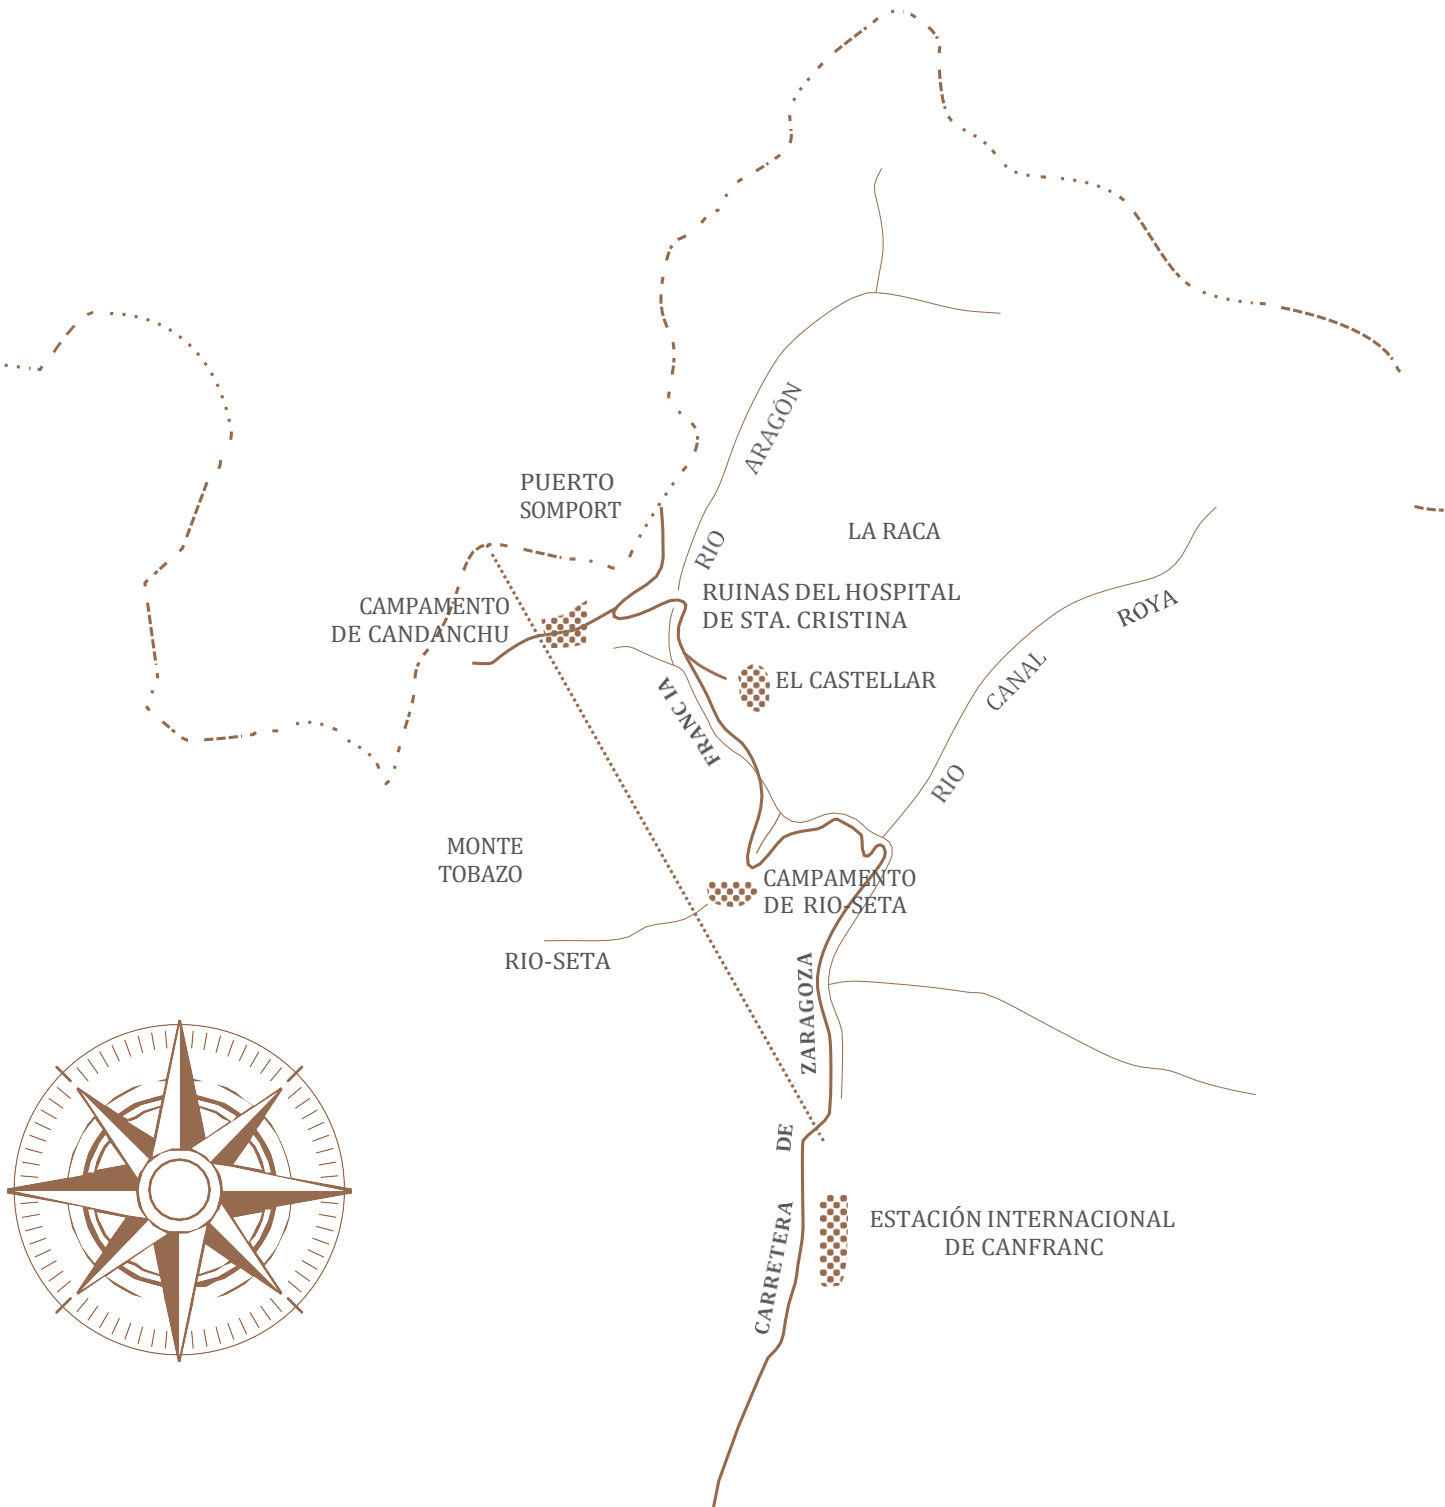 ARAGÓN
RIO
PUERTO
SOMPORT
LA RACA
CAMPAMENTO
DE CANDANCHU
RUINAS DEL HOSPITAL
DE STA. CRISTINA
ROYA
CANAL
RIO
EL CASTELLAR
FRANCIA
MONTE
TOBAZO
CAMPAMENTO
DE RIO-SETA
RIO-SETA
ZARAGOZA
DE
CARRETERA
ESTACIÓN INTERNACIONAL
DE CANFRANC